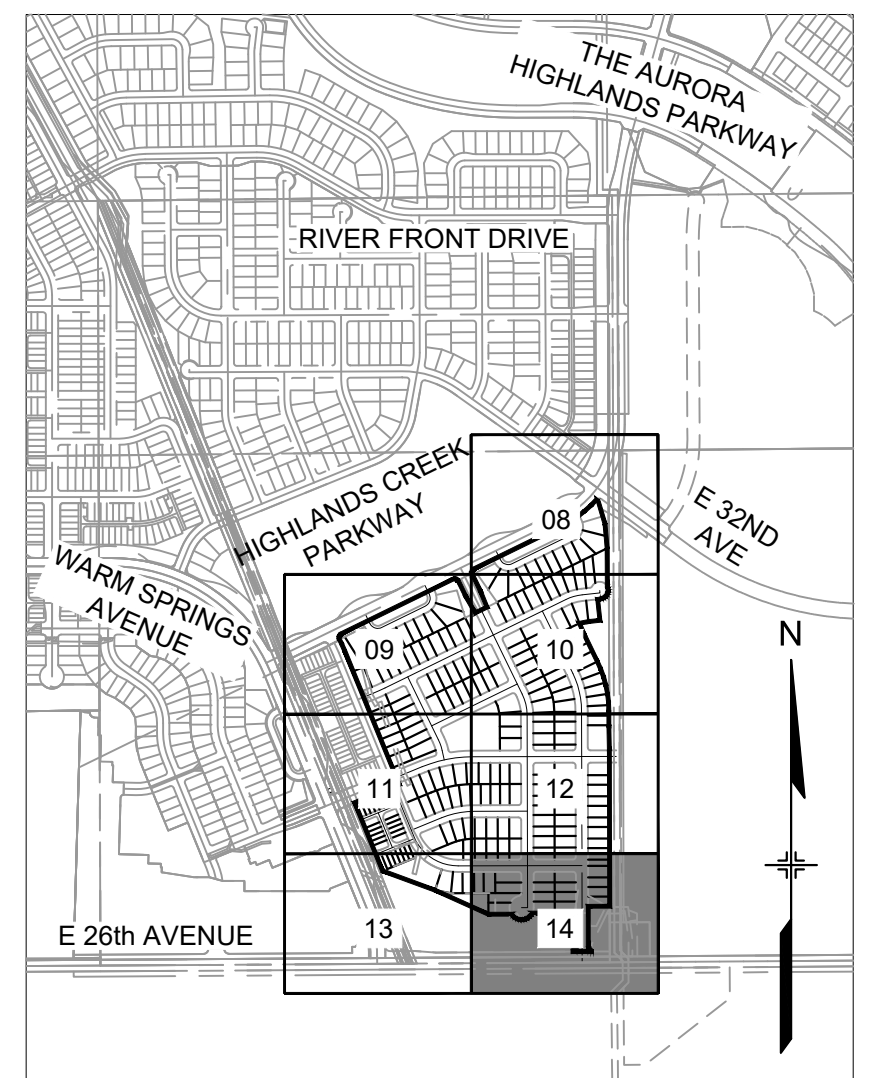 THE AURORA
HIGHLANDS PARKWAY
RIVER FRONT DRIVE
HIGHLANDS CREEK
PARKWAY
08
E 32ND
AVE
WARM SPRINGS
AVENUE
N
09
10
11
12
E 26th AVENUE
13
14